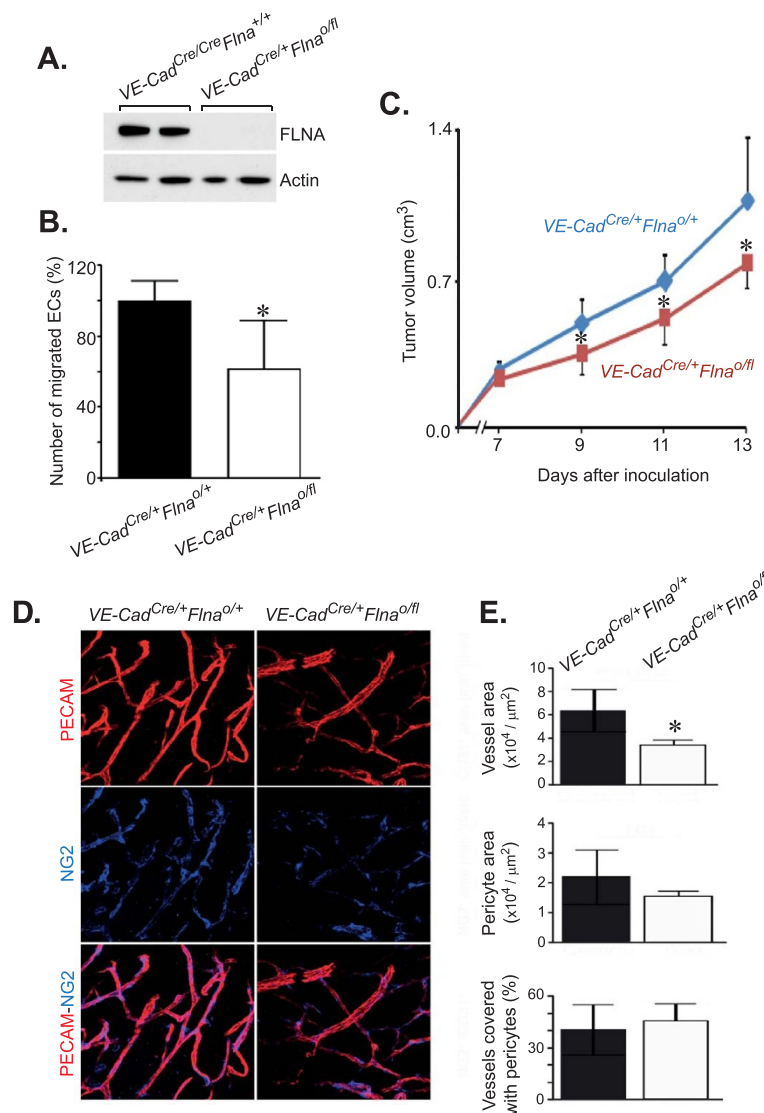 A.
VE-CadCre/CreFlna+/+
VE-CadCre/+Flnao/fl
FLNA
Actin
B.
Number of migrated ECs (%)
120
80
40
0
*
VE-CadCre/+Flnao/+
VE-CadCre/+Flnao/fl
C.
Tumor volume (cm3)
1.4
0.7
0.0
VE-CadCre/+Flnao/+
VE-CadCre/+Flnao/fl
*
*
*
7 9 11 13
Days after inoculation
D.
VE-CadCre/+Flnao/+ VE-CadCre/+Flnao/fl
PECAM
NG2
PECAM-NG2
E.
VE-CadCre/+Flnao/+
VE-CadCre/+Flnao/fl
Vessel area
(x104 / μm2)
10
8
6
4
2
0
*
Pericyte area
(x104 / μm2)
4
3
2
1
0
Vessels covered
with pericytes (%)
60
30
0